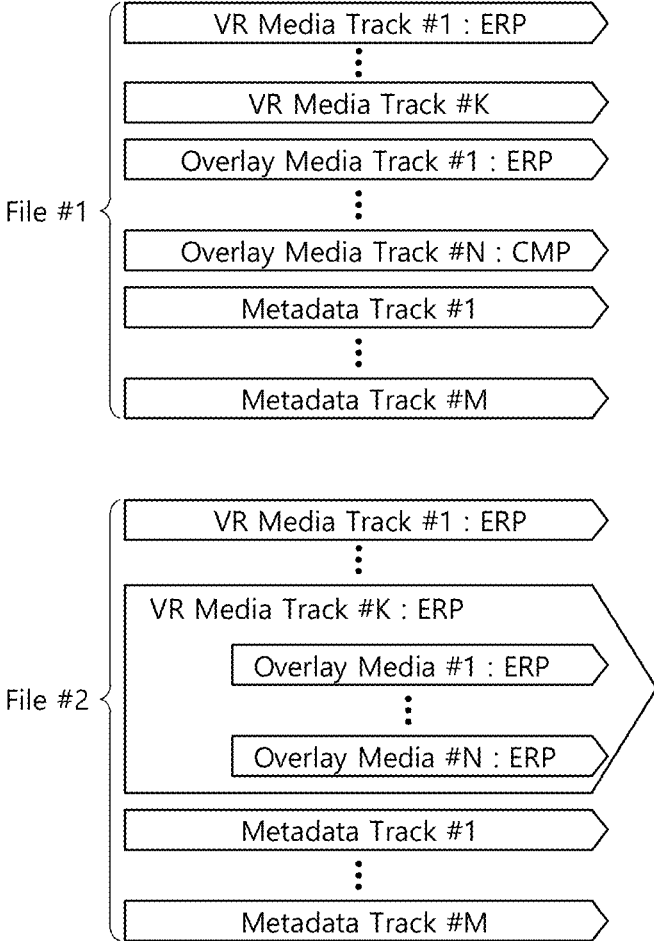 VR Media Track #1 : ERP
VR Media Track #K
Overlay Media Track #1 : ERP
File #1
Overlay Media Track #N : CMP
Metadata Track #1
Metadata Track #M
VR Media Track #1 : ERP
VR Media Track #K : ERP
Overlay Media #1 : ERP
File #2
Overlay Media #N : ERP
Metadata Track #1
Metadata Track #M